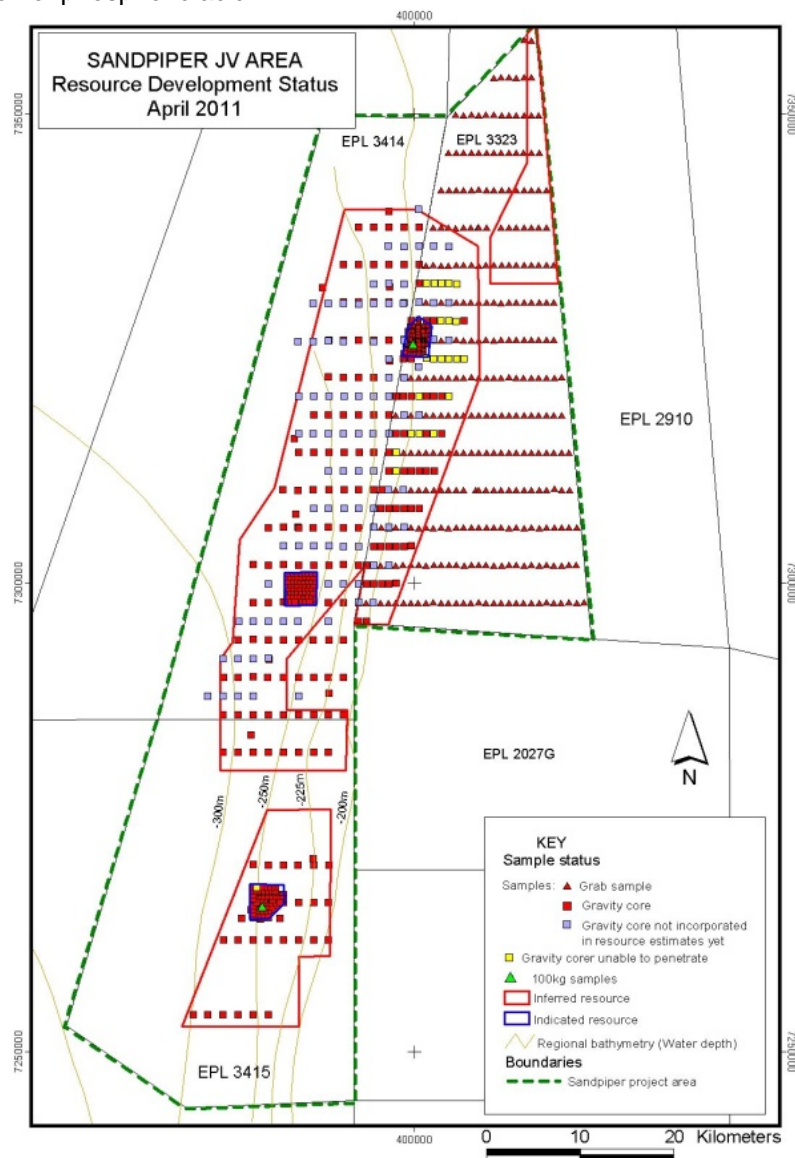 400000
SANDPIPER JV AREA
Resource Development Status
April 2011
7350000
7350000
EPL 3414
EPL 3323
EPL 2910
7300000
7300000
EPL 2027G
N
-300m
-250m
-225m
-200m
KEY
Sample status
Samples:
Grab sample
Gravity core
Gravity core not incorporated
in resource estimates yet
Gravity corer unable to penetrate
100kg samples
Inferred resource
Indicated resource
Regional bathymetry (Water depth)
Boundaries
Sandpiper project area
7250000
7250000
EPL 3415
400000
0 10 20 Kilometers